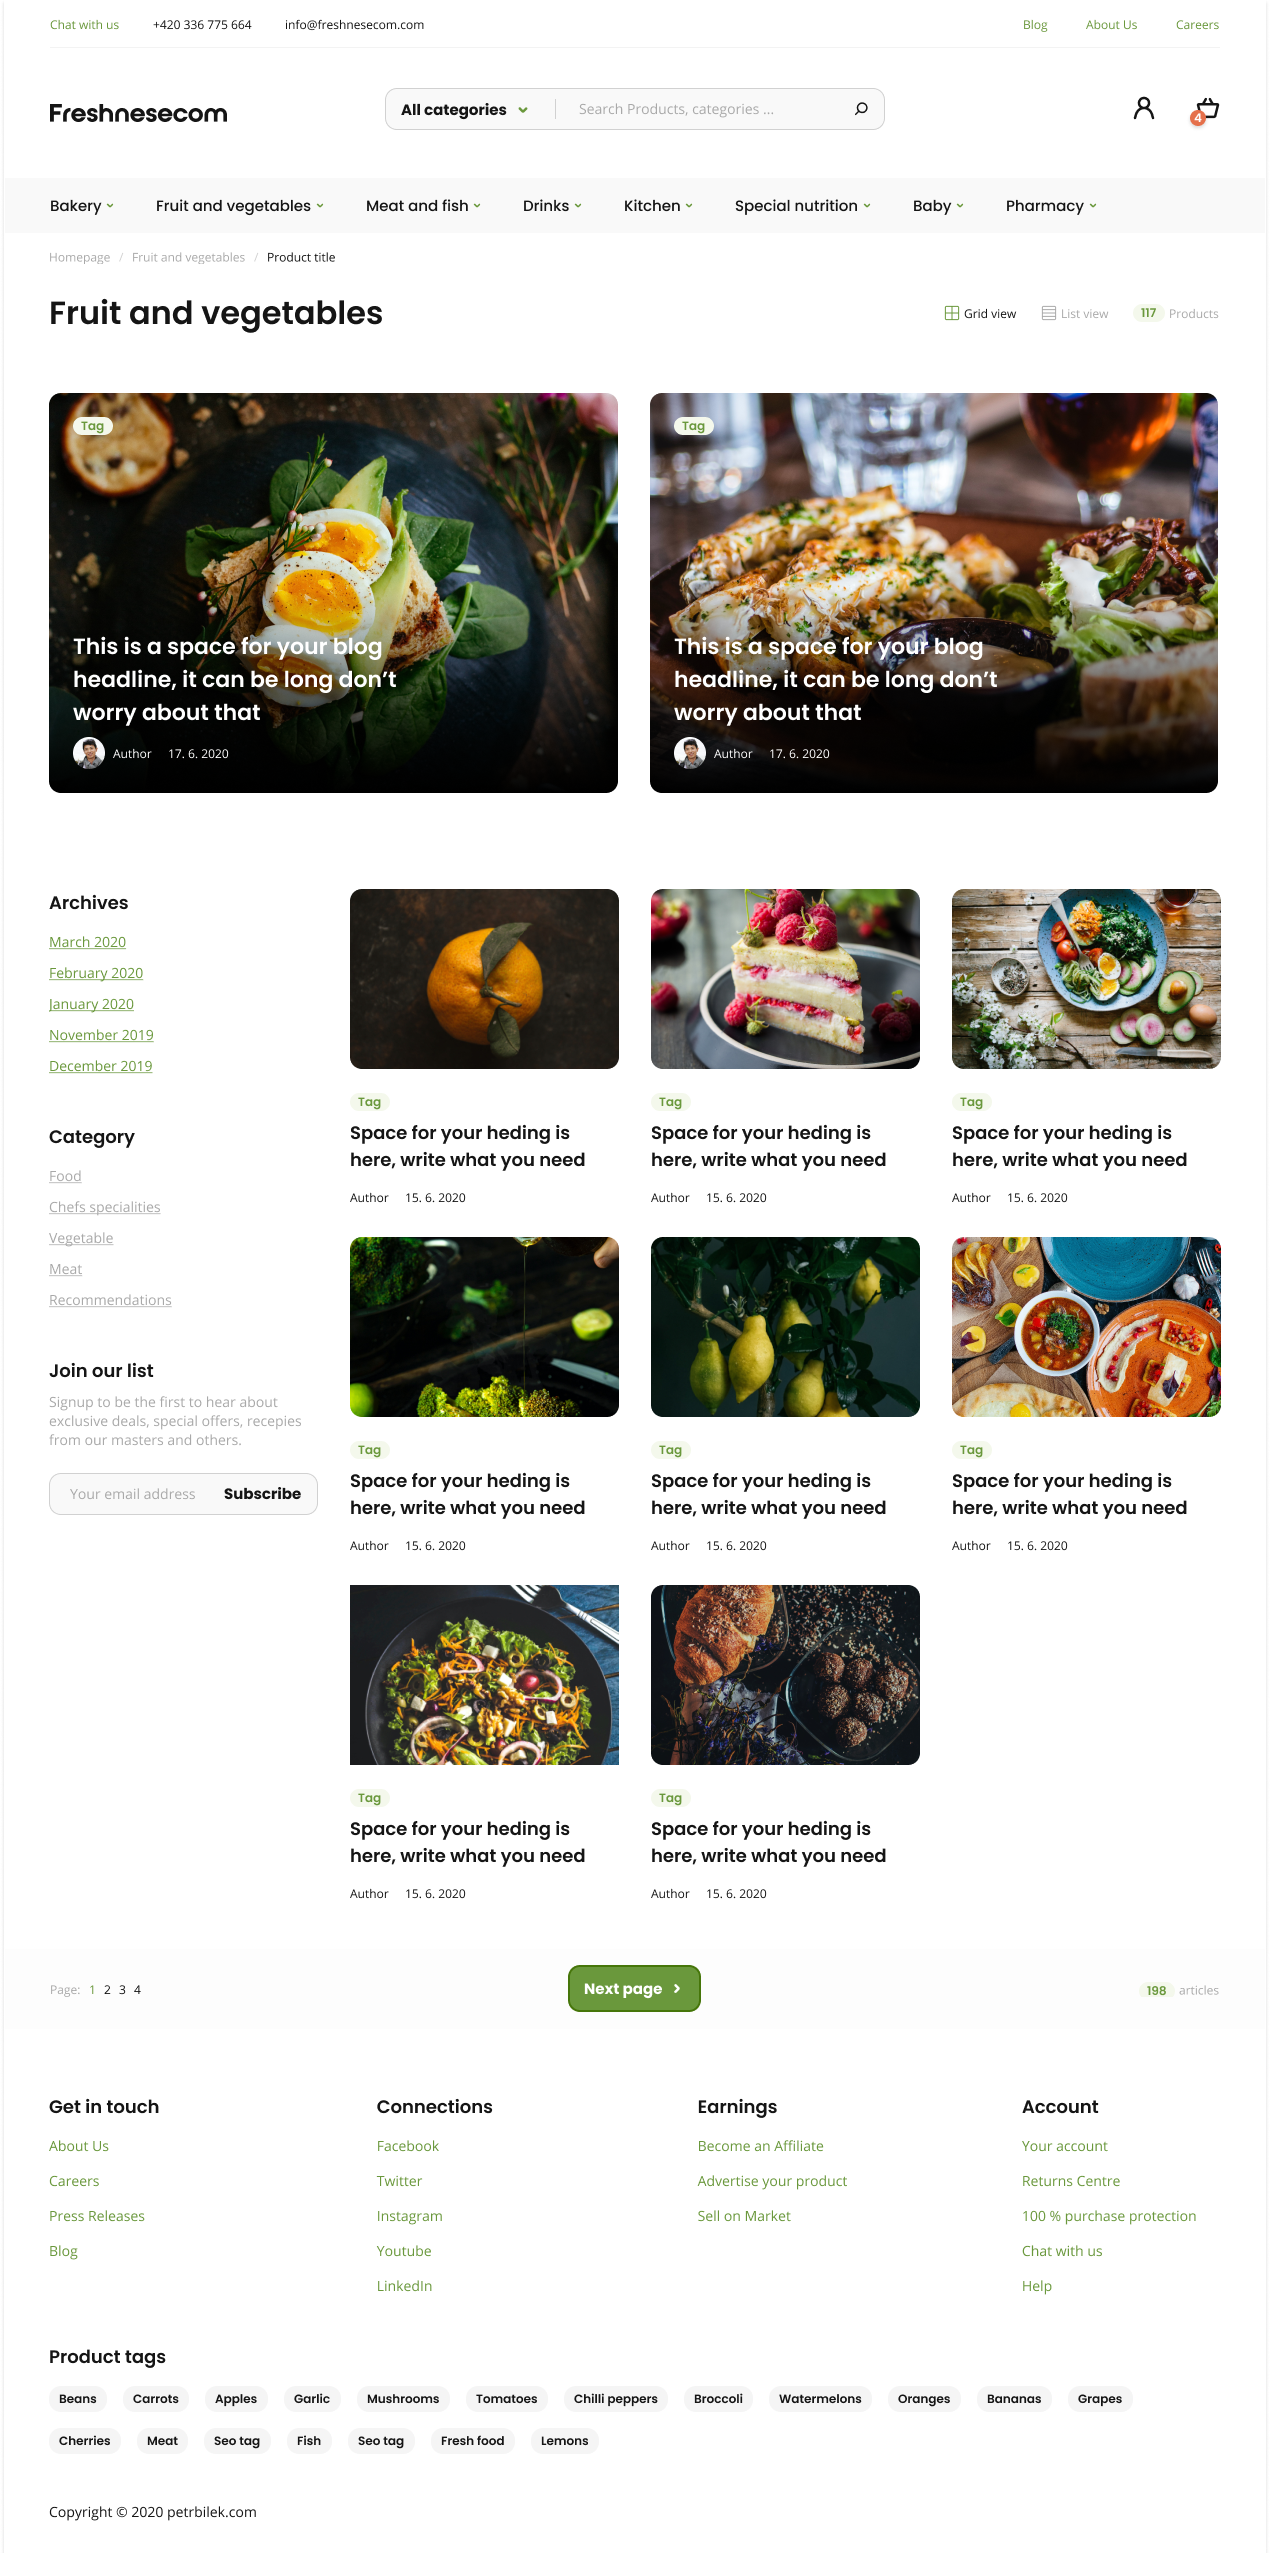 Chat with us +420 336 775 664 info@freshnesecom.com Blog About Us Careers
Freshnesecom
All categories Search Products, categories ...
4
Bakery Fruit and vegetables Meat and fish Drinks Kitchen Special nutrition Baby Pharmacy
Homepage / Fruit and vegetables / Product title
Fruit and vegetables
Grid view List view 117 Products
Tag
This is a space for your blog
headline, it can be long don’t
worry about that
Author 17. 6. 2020
Tag
This is a space for your blog
headline, it can be long don’t
worry about that
Author 17. 6. 2020
Archives
March 2020
February 2020
January 2020
November 2019
December 2019
Category
Food
Chefs specialities
Vegetable
Meat
Recommendations
Join our list
Signup to be the first to hear about
exclusive deals, special offers, recepies
from our masters and others.
Your email address Subscribe
Tag
Space for your heding is
here, write what you need
Author 15. 6. 2020
Tag
Space for your heding is
here, write what you need
Author 15. 6. 2020
Tag
Space for your heding is
here, write what you need
Author 15. 6. 2020
Tag
Space for your heding is
here, write what you need
Author 15. 6. 2020
Tag
Space for your heding is
here, write what you need
Author 15. 6. 2020
Tag
Space for your heding is
here, write what you need
Author 15. 6. 2020
Tag
Space for your heding is
here, write what you need
Author 15. 6. 2020
Tag
Space for your heding is
here, write what you need
Author 15. 6. 2020
Page: 1 2 3 4 Next page 198 articles
Get in touch
About Us
Careers
Press Releases
Blog
Connections
Facebook
Twitter
Instagram
Youtube
LinkedIn
Earnings
Become an Affiliate
Advertise your product
Sell on Market
Account
Your account
Returns Centre
100 % purchase protection
Chat with us
Help
Product tags
Beans Carrots Apples Garlic Mushrooms Tomatoes Chilli peppers Broccoli Watermelons Oranges Bananas Grapes
Cherries Meat Seo tag Fish Seo tag Fresh food Lemons
Copyright © 2020 petrbilek.com